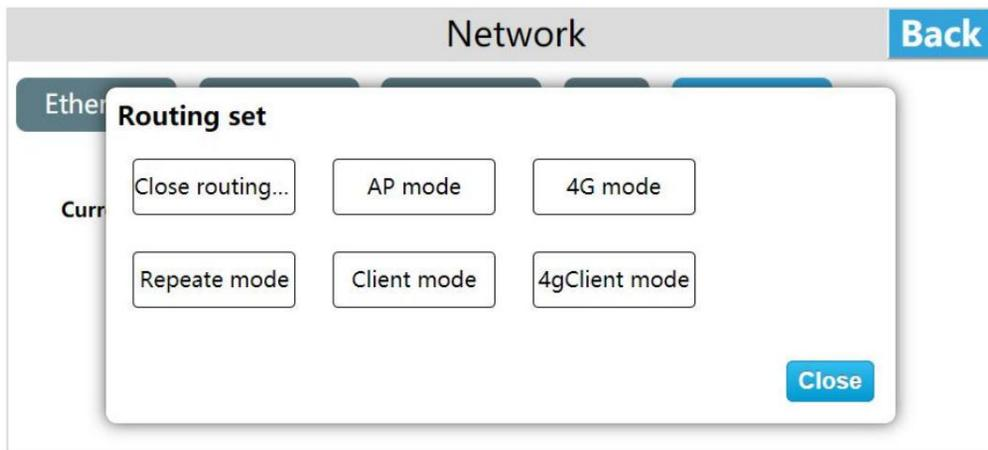 Network
Back
Ether
Routing set
Close routing...
AP mode
4G mode
Curr
Repeate mode
Client mode
4gClient mode
Close